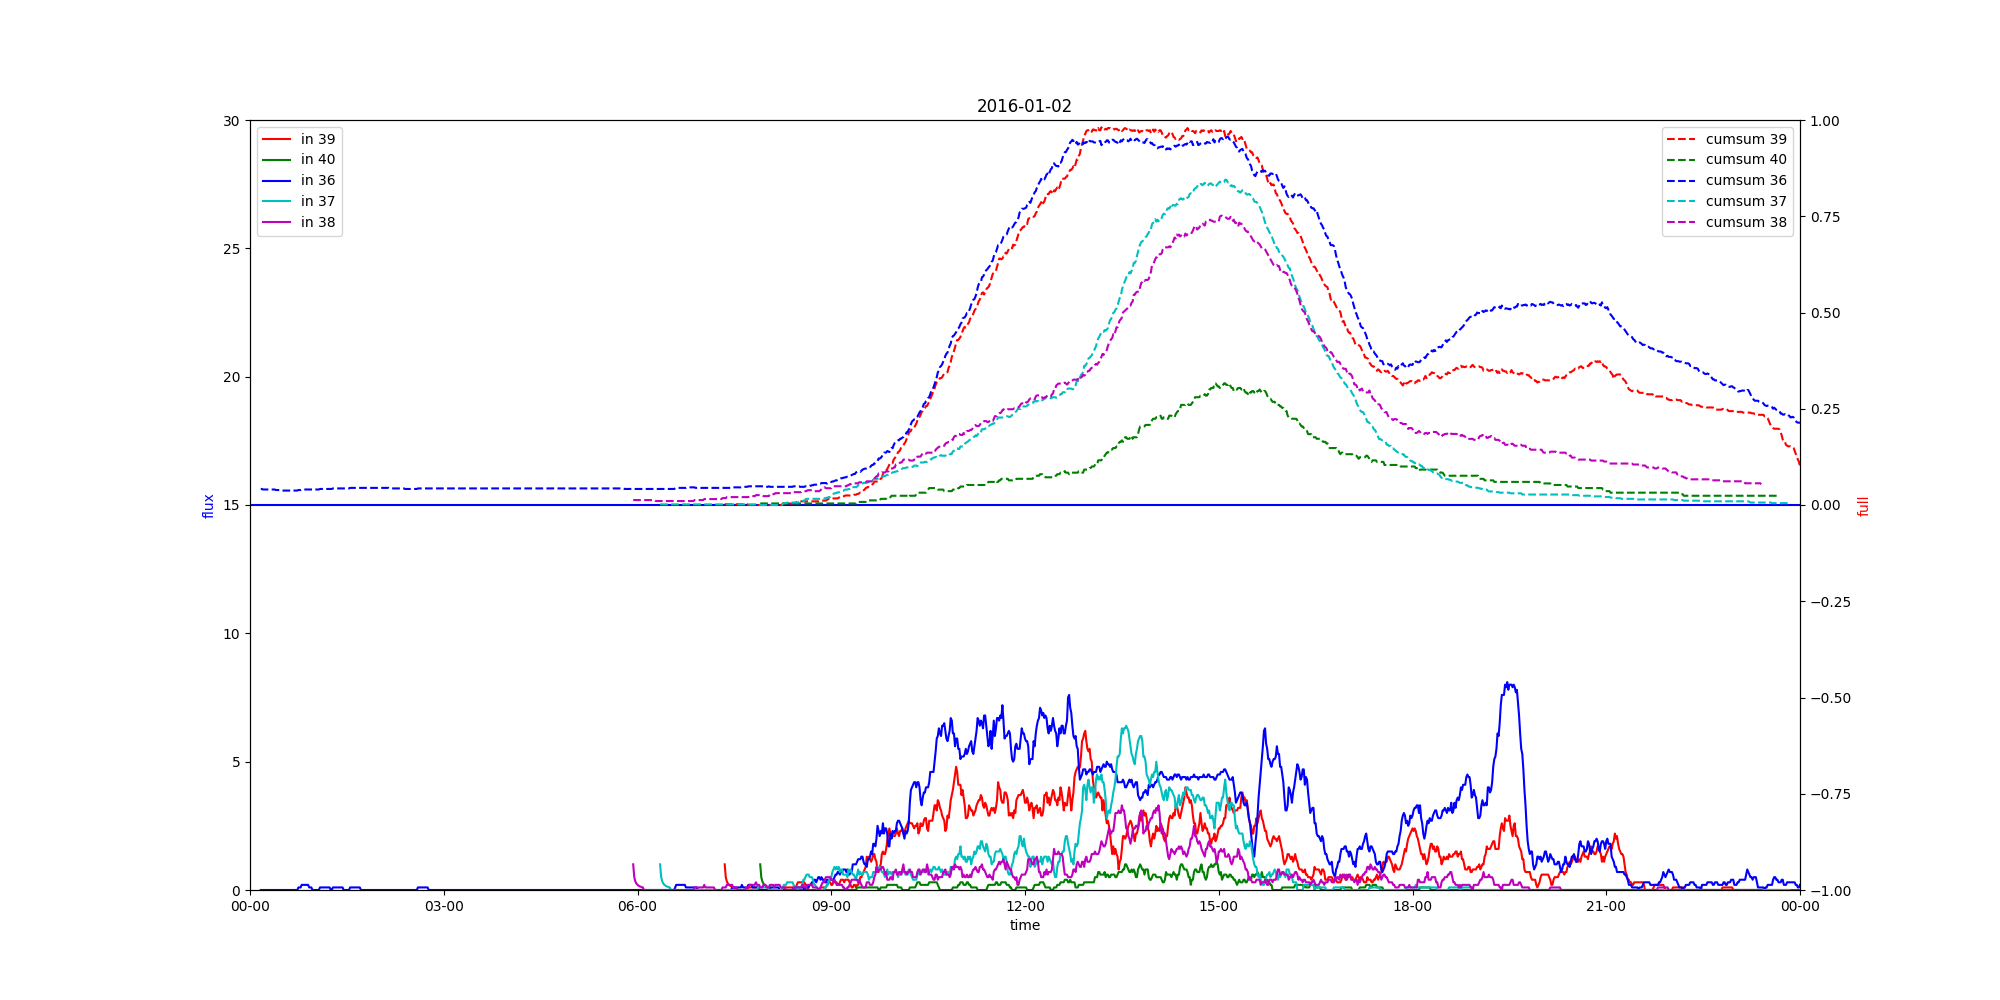 2016-01-02
30
25
20
15
10
5
0
flux
in 39
in 40
in 36
in 37
in 38
cumsum 39
cumsum 40
cumsum 36
cumsum 37
cumsum 38
1.00
0.75
0.50
0.25
0.00
−0.25
−0.50
−0.75
−1.00
full
00-00 03-00 06-00 09-00 12-00 15-00 18-00 21-00 00-00
time